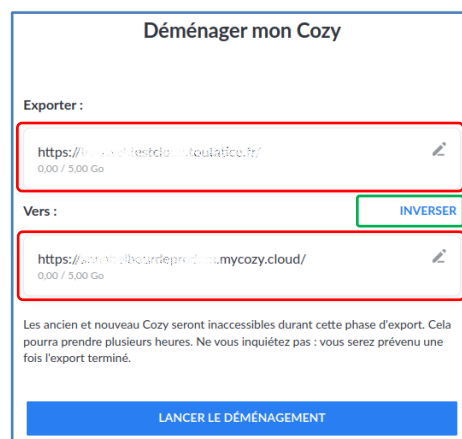 Déménager mon Cozy
Exporter :
https:// .toutatice.fr/
0,00 / 5,00 Go
Vers :
INVERSER
https:// .mycozy.cloud/
0,00 / 5,00 Go
Les ancien et nouveau Cozy seront inaccessibles durant cette phase d'export. Cela
pourra prendre plusieurs heures. Ne vous inquiétez pas : vous serez prévenu une
fois l'export terminé.
LANCER LE DÉMÉNAGEMENT